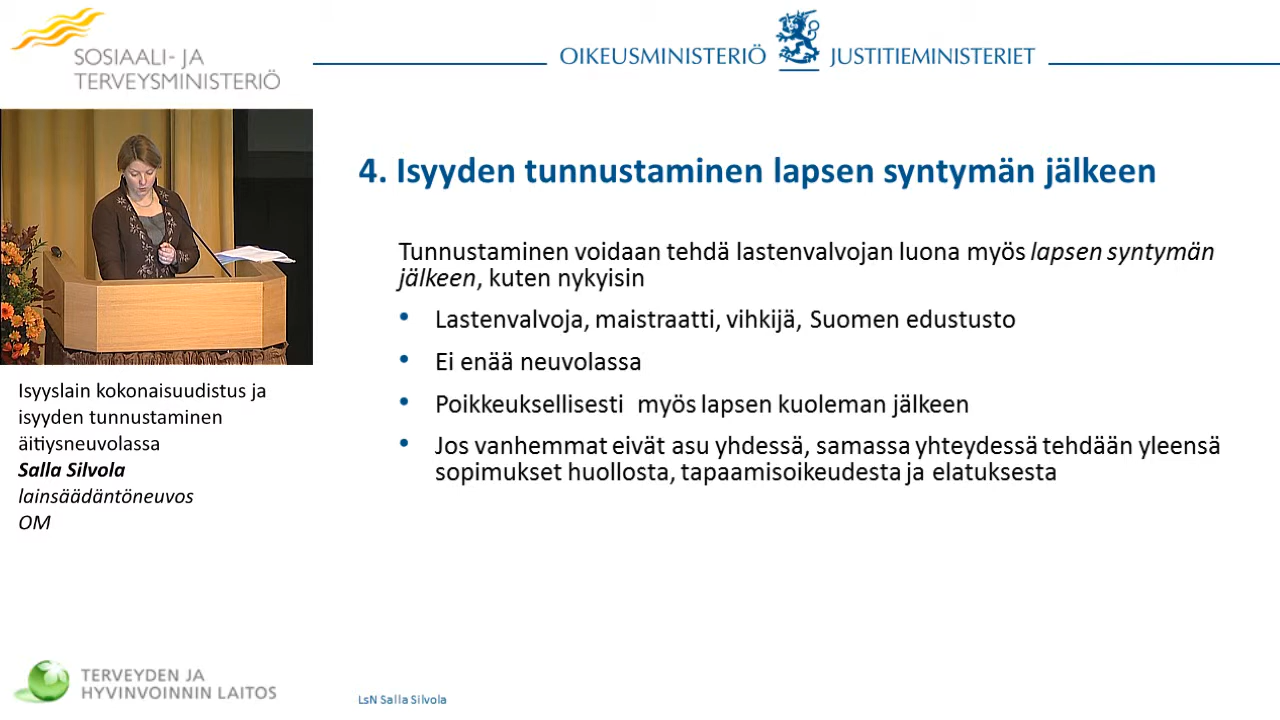 SOSIAALI- JA
TERVEYSMINISTERIÖ
OIKEUSMINISTERIÖ
JUSTITIEMINISTERIET
4. Isyyden tunnustaminen lapsen syntymän jälkeen
Tunnustaminen voidaan tehdä lastenvalvojan luona myös lapsen syntymän
jälkeen, kuten nykyisin
• Lastenvalvoja, maistraatti, vihkijä, Suomen edustusto
• Ei enää neuvolassa
• Poikkeuksellisesti myös lapsen kuoleman jälkeen
• Jos vanhemmat eivät asu yhdessä, samassa yhteydessä tehdään yleensä
sopimukset huollosta, tapaamisoikeudesta ja elatuksesta
Isyyslain kokonaisuudistus ja
isyyden tunnustaminen
äitiysneuvolassa
Salla Silvola
lainsäädäntöneuvos
OM
TERVEYDEN JA
HYVINVOINNIN LAITOS
LsN Salla Silvola